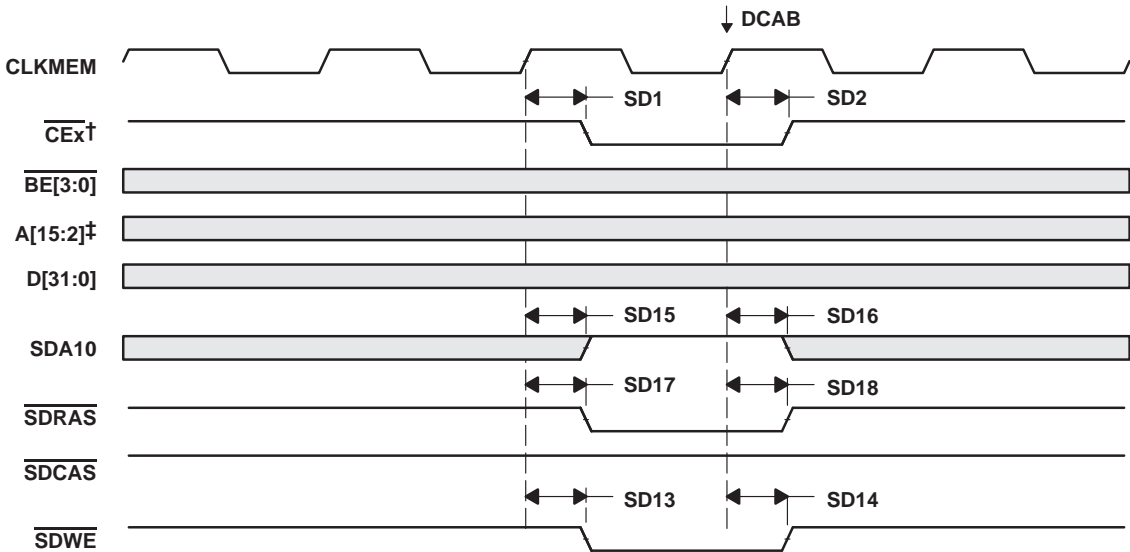 DCAB
CLKMEM
SD1 SD2
CEx†
BE[3:0]
A[15:2]‡
D[31:0]
SD15 SD16
SDA10
SD17 SD18
SDRAS
SDCAS
SD13 SD14
SDWE